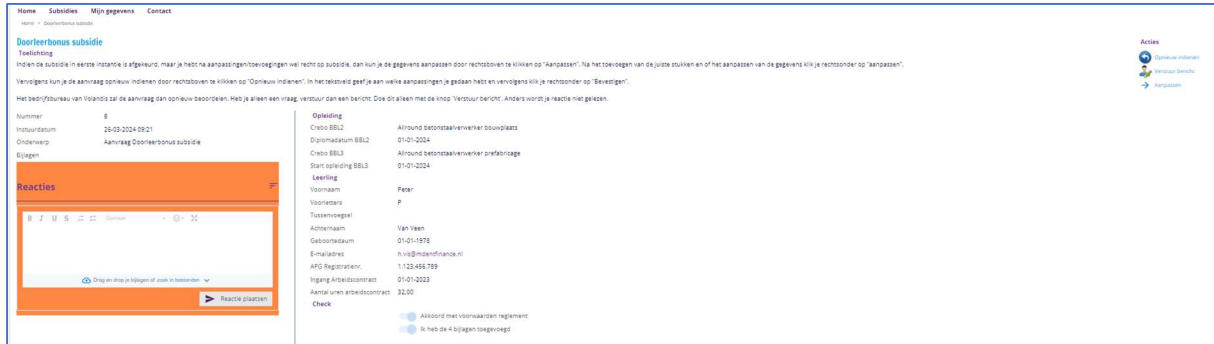 Home Subsidies Mijn gegevens Contact
Home > Doorleerbonus subsidie
Doorleerbonus subsidie
Toelichting
Indien de subsidie in eerste instantie is afgekeurd, maar je hebt na aanpassingen/toevoegingen wel recht op subsidie, dan kun je de gegevens aanpassen door rechtsboven te klikken op "Aanpassen". Na het toevoegen van de juiste stukken en of het aanpassen van de gegevens klik je rechtsonder op "aanpassen".
Vervolgens kun je de aanvraag opnieuw indienen door rechtsboven te klikken op "Opnieuw indienen". In het tekstveld geef je aan welke aanpassingen je gedaan hebt en vervolgens klik je rechtsonder op "Bevestigen".
Het bedrijfsbureau van Volandis zal de aanvraag dan opnieuw beoordelen. Heb je alleen een vraag, verstuur dan een bericht. Doe dit alleen met de knop 'Verstuur bericht'. Anders wordt je reactie niet gelezen.
Acties
Opnieuw indienen
Verstuur bericht
Aanpassen
Nummer 8
Instuurdatum 26-03-2024 09:21
Onderwerp Aanvraag Doorleerbonus subsidie
Bijlagen
Reacties
B I U S
Drag en drop je bijlagen of zoek in bestanden
Reactie plaatsen
Opleiding
Crebo BBL2 Allround betonstaalverwerker bouwplaats
Diplomadatum BBL2 01-01-2024
Crebo BBL3 Allround betonstaalverwerker prefabricage
Start opleiding BBL3 01-01-2024
Leerling
Voornaam Peter
Voorletters P
Tussenvoegsel
Achternaam Van Veen
Geboortedaum 01-01-1978
E-mailadres h.vis@mdentfinance.nl
APG Registratienr. 1.123.456.789
Ingang Arbeidscontract 01-01-2023
Aantal uren arbeidscontract 32,00
Check
Akkoord met voorwaarden reglement
Ik heb de 4 bijlagen toegevoegd